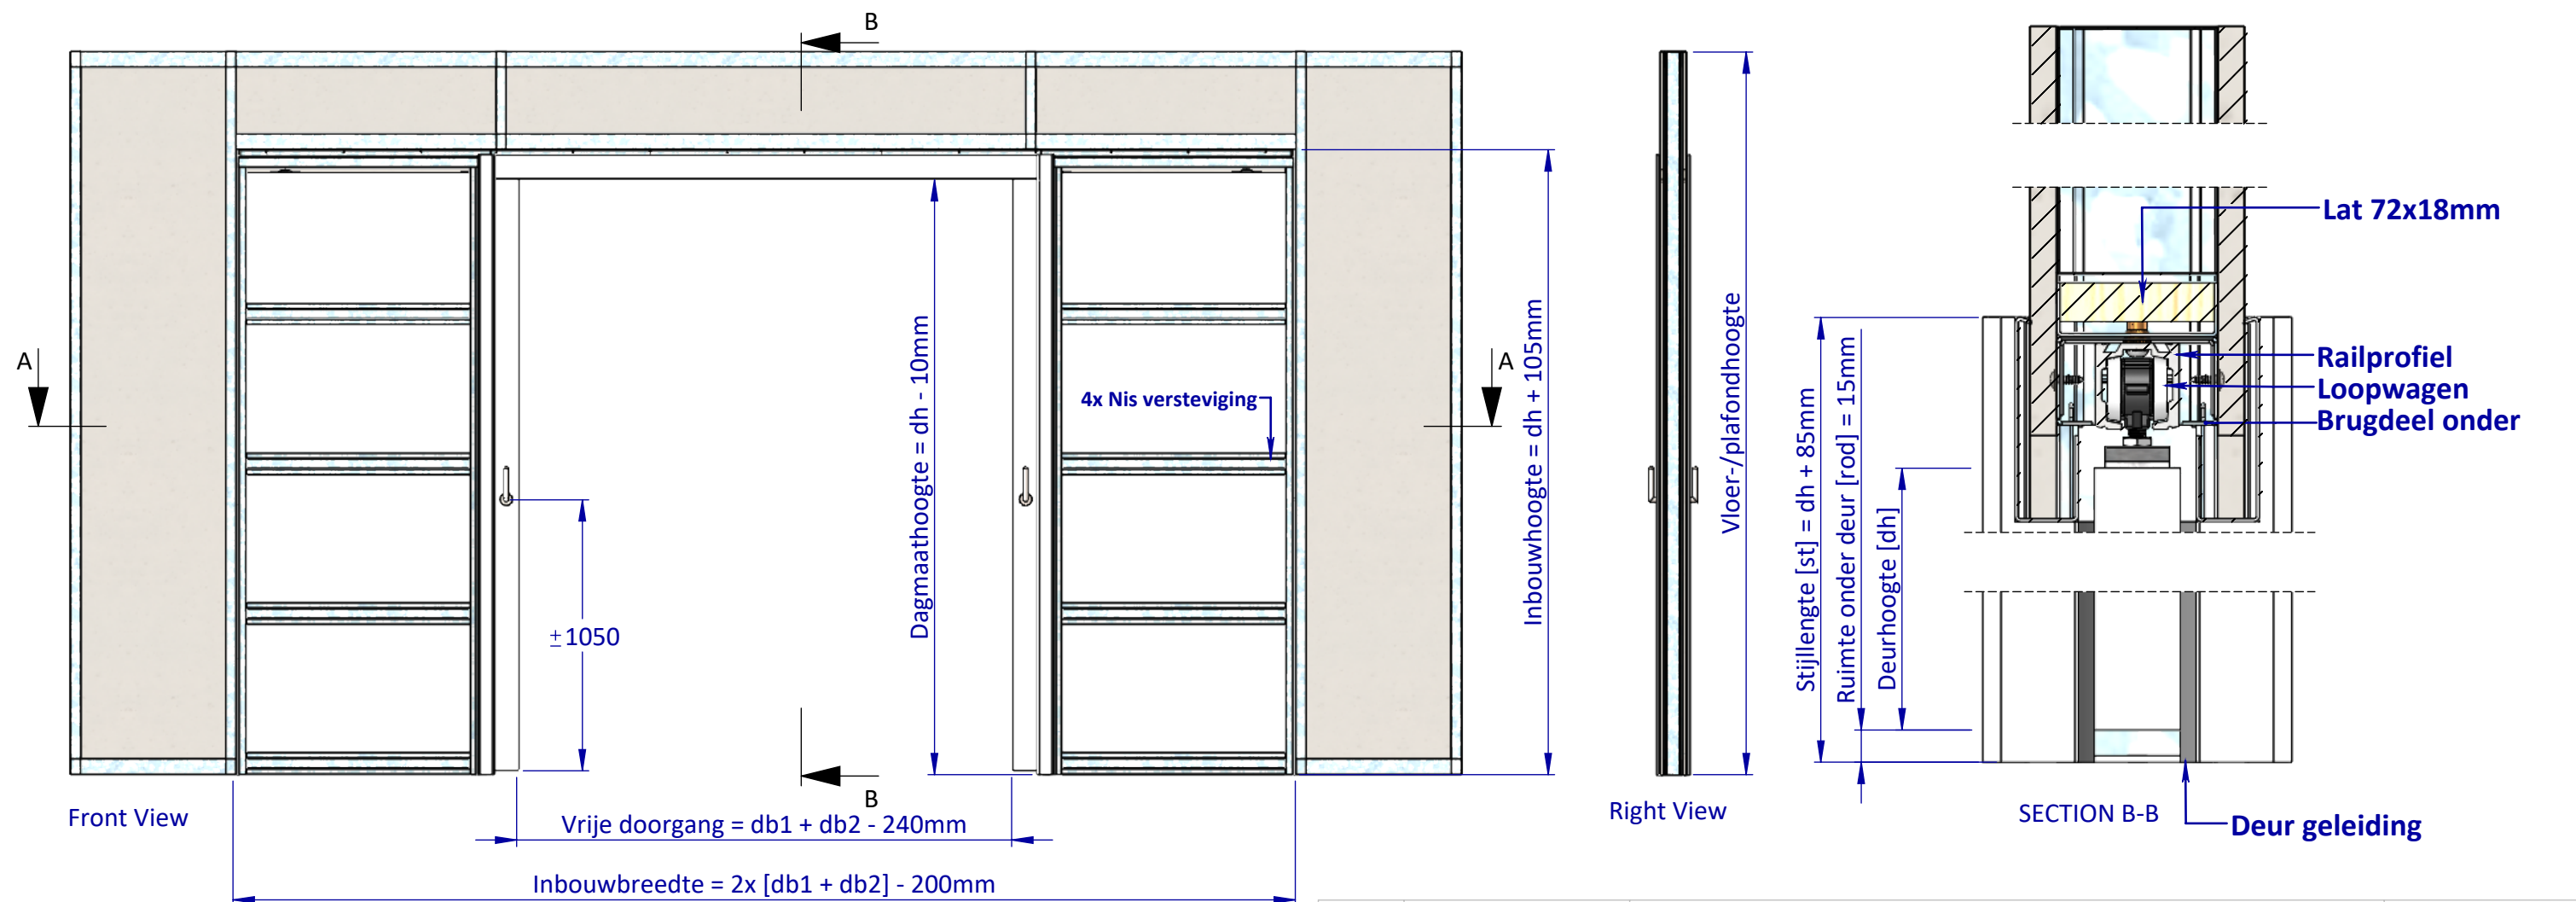 B
A
A
±1050
Dagmaathoogte = dh - 10mm
4x Nis versteviging
Inbouwhoogte = dh + 105mm
B
Front View
Vrije doorgang = db1 + db2 - 240mm
Inbouwbreedte = 2x [db1 + db2] - 200mm
Vloer-/plafondhoogte
Right View
Lat 72x18mm
Railprofiel
Loopwagen
Brugdeel onder
Stijllengte [st] = dh + 85mm
Ruimte onder deur [rod] = 15mm
Deurhoogte [dh]
SECTION B-B
Deur geleiding